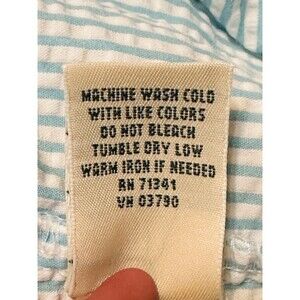 MACHINE WASH COLD
WITH LIKE COLORS
DO NOT BLEACH
TUMBLE DRY LOW
WARM IRON IF NEEDED
RN 71341
VN 03790